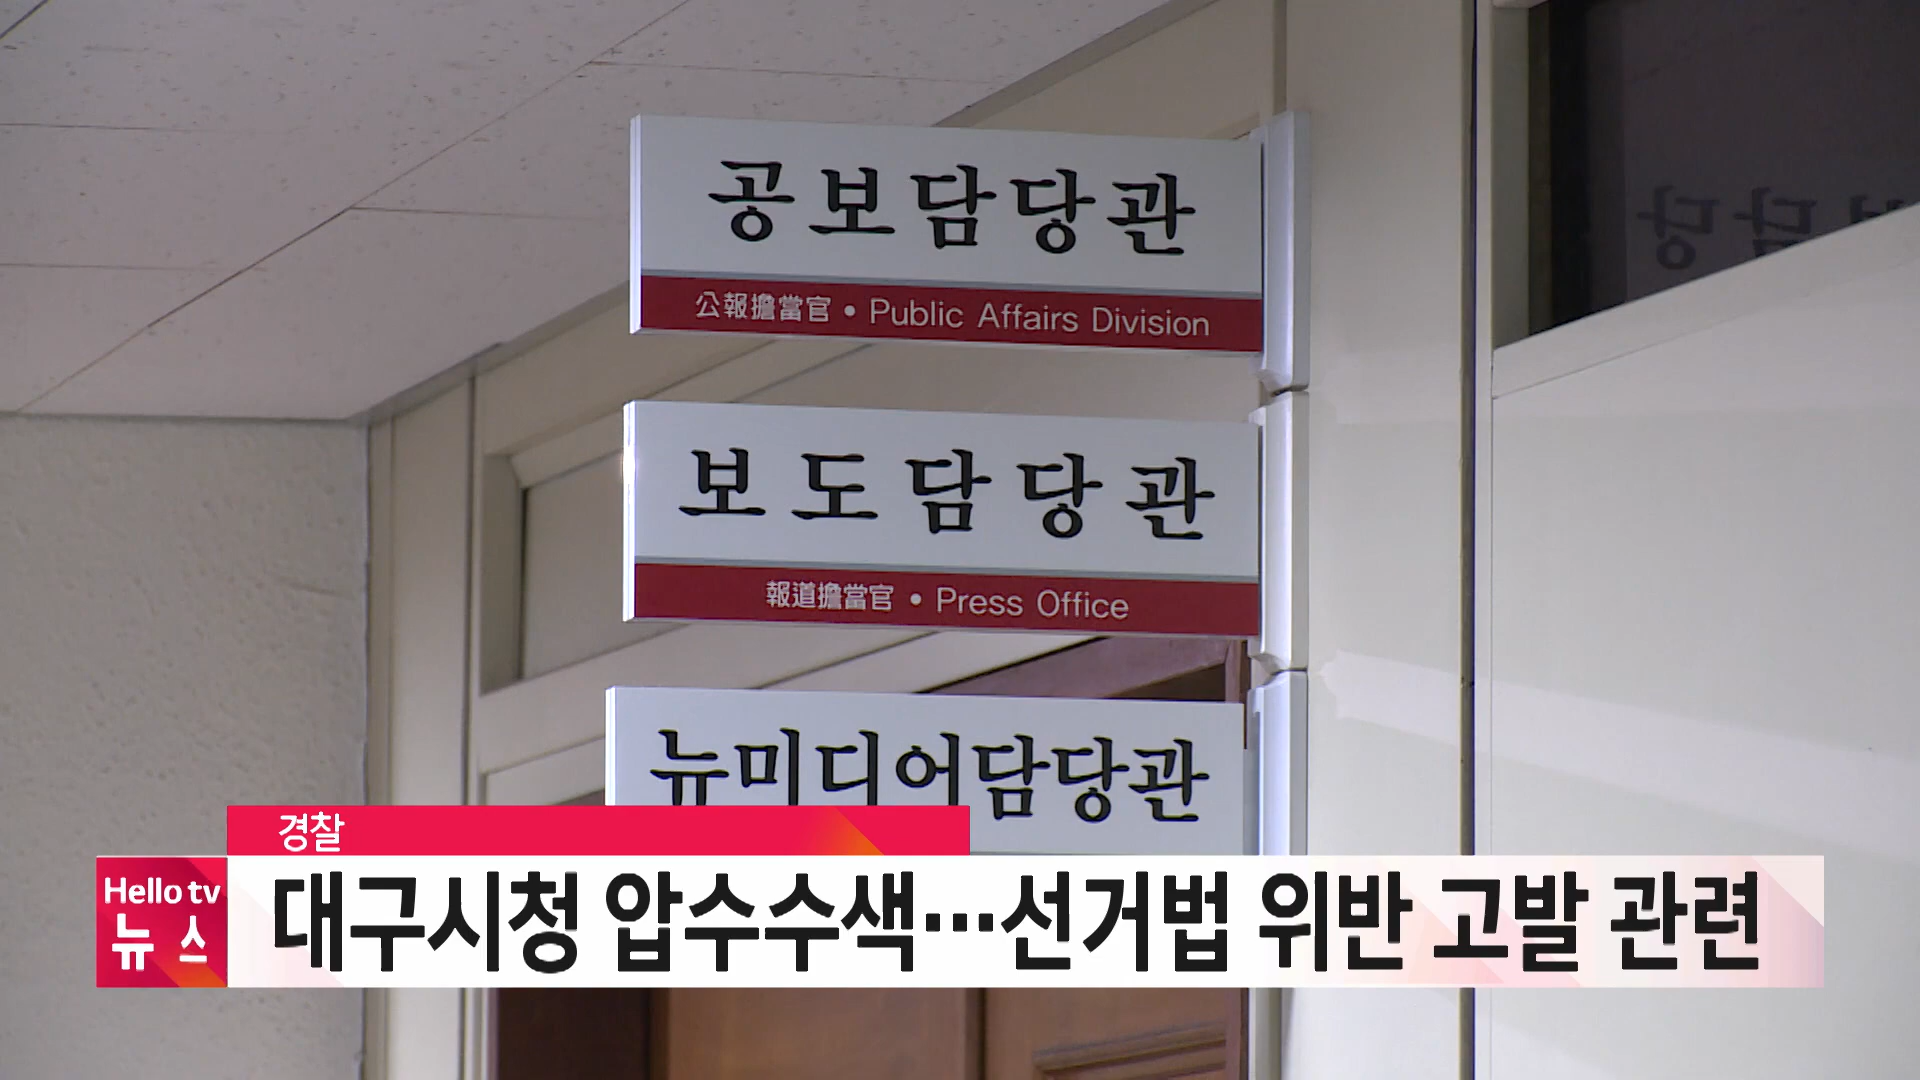 공보담당관
公報擔當官 • Public Affairs Division
보도담당관
報道擔當官 • Press Office
뉴미디어담당관
경찰
Hello tv
뉴스
대구시청 압수수색…선거법 위반 고발 관련